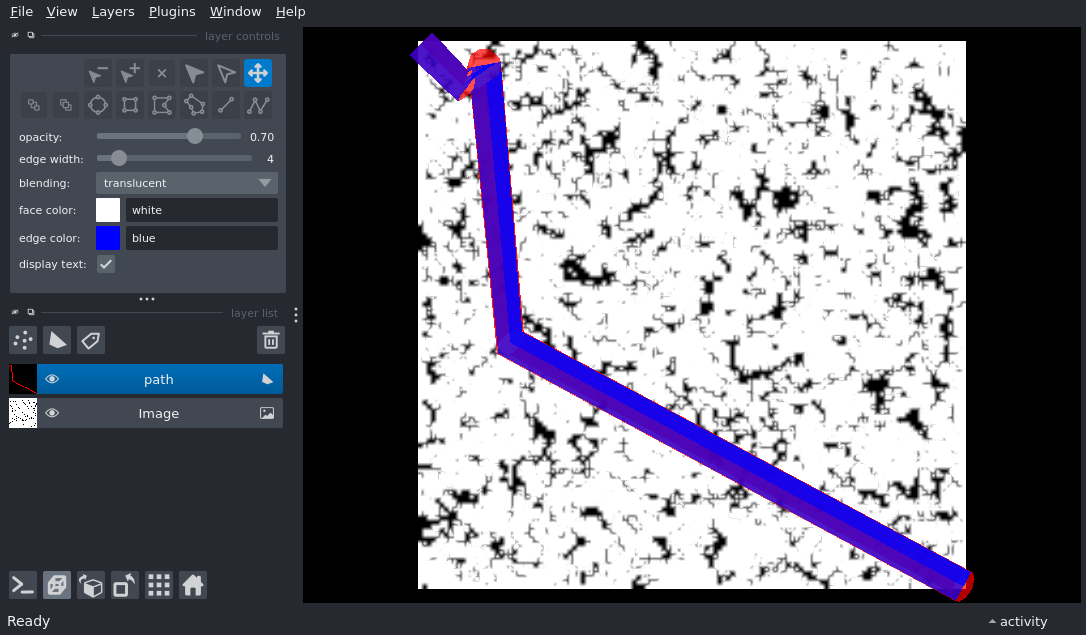 File View Layers Plugins Window Help
layer controls
opacity: 0.70
edge width: 4
blending: translucent
face color: white
edge color: blue
display text:
layer list
path
Image
Ready
activity